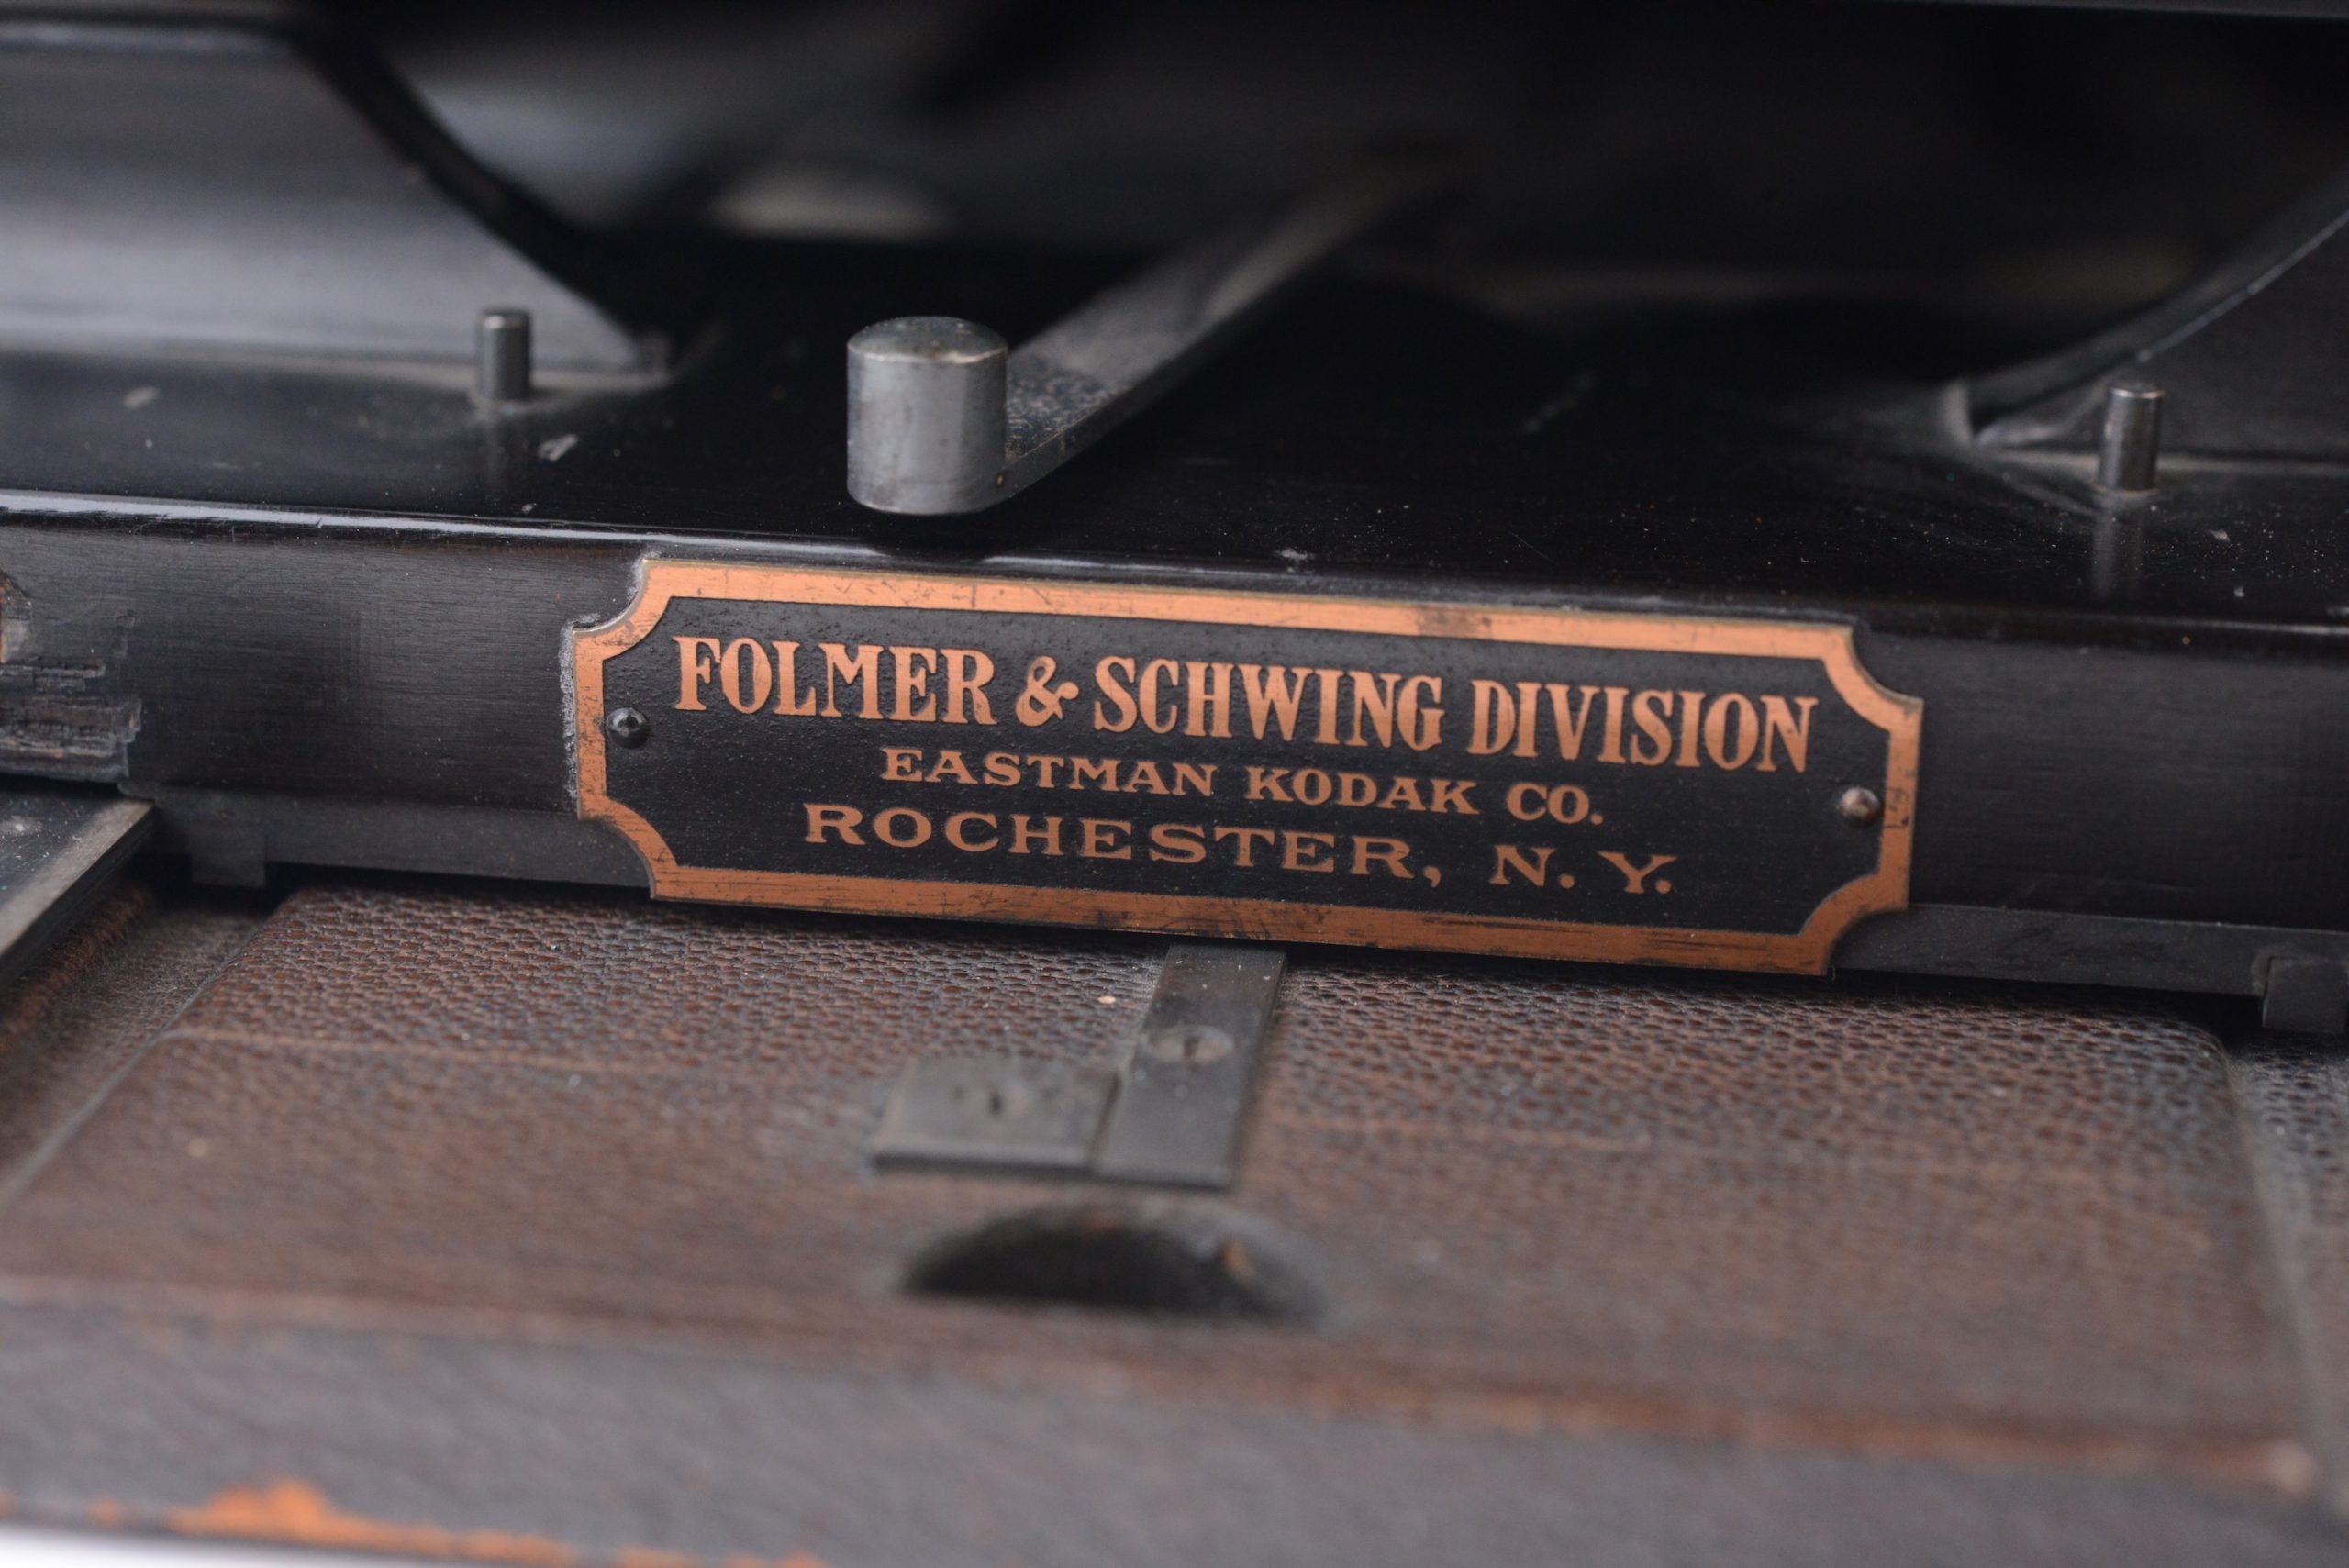 FOLMER & SCHWING DIVISION
EASTMAN KODAK CO.
ROCHESTER, N. Y.